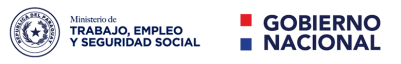 Ministerio de
TRABAJO, EMPLEO
Y SEGURIDAD SOCIAL
GOBIERNO
NACIONAL